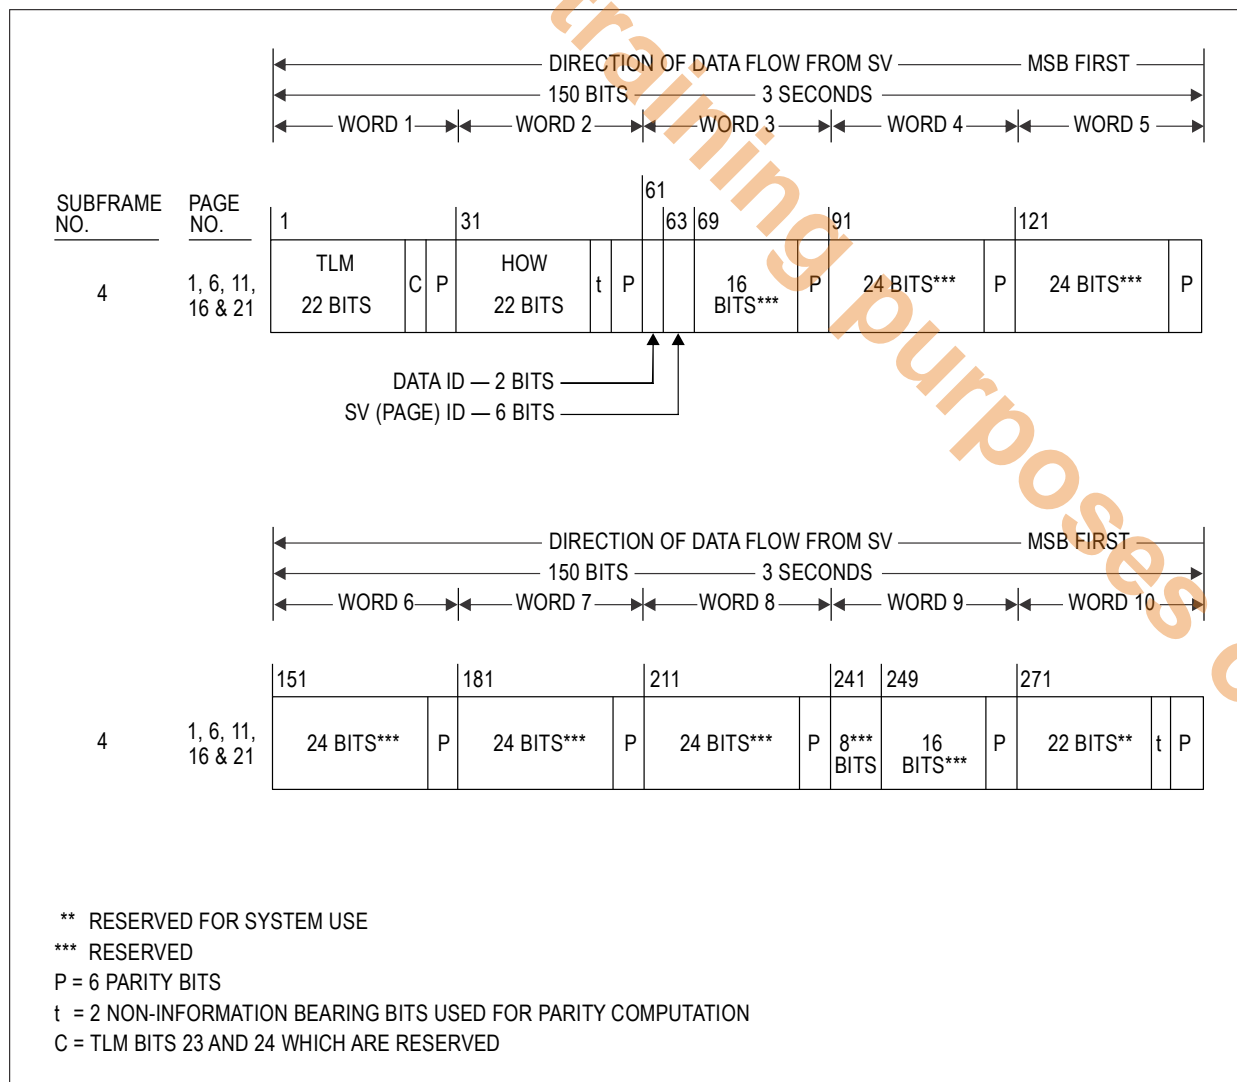 DIRECTION OF DATA FLOW FROM SV MSB FIRST
150 BITS 3 SECONDS
WORD 1 WORD 2 WORD 3 WORD 4 WORD 5
SUBFRAME NO. PAGE NO.
1 31 61 63 69 91 121
4
1, 6, 11,
16 & 21
TLM
22 BITS
C
P
HOW
22 BITS
t
P
16
BITS***
P
24 BITS***
P
24 BITS***
P
DATA ID — 2 BITS
SV (PAGE) ID — 6 BITS
DIRECTION OF DATA FLOW FROM SV MSB FIRST
150 BITS 3 SECONDS
WORD 6 WORD 7 WORD 8 WORD 9 WORD 10
151 181 211 241 249 271
4
1, 6, 11,
16 & 21
24 BITS***
P
24 BITS***
P
24 BITS***
P
8***
BITS
16
BITS***
P
22 BITS**
t
P
** RESERVED FOR SYSTEM USE
*** RESERVED
P = 6 PARITY BITS
t = 2 NON-INFORMATION BEARING BITS USED FOR PARITY COMPUTATION
C = TLM BITS 23 AND 24 WHICH ARE RESERVED
training purposes